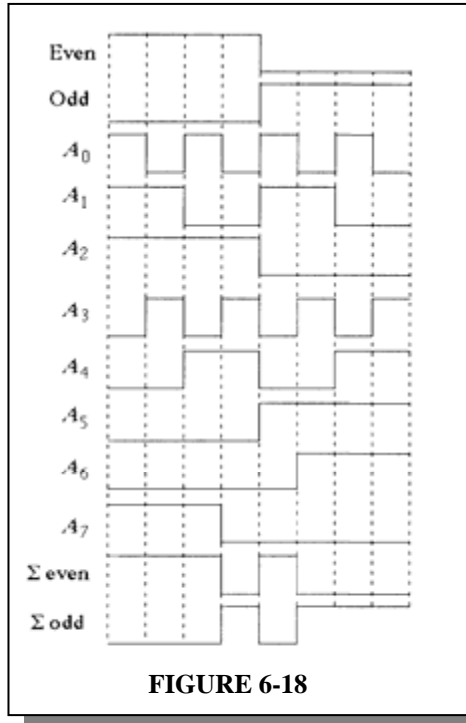 Even
Odd
A₀
A₁
A₂
A₃
A₄
A₅
A₆
A₇
Σ even
Σ odd
FIGURE 6-18